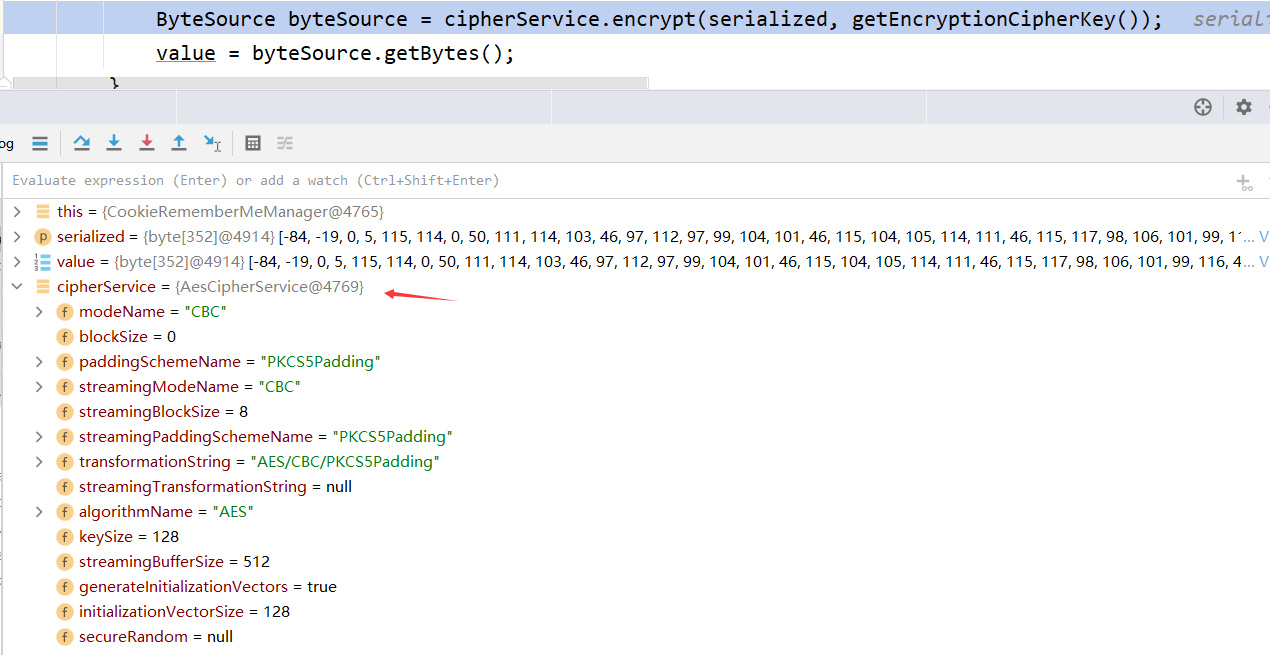 ByteSource byteSource = cipherService.encrypt(serialized, getEncryptionCipherKey()); seriali
value = byteSource.getBytes();
}
og
Evaluate expression (Enter) or add a watch (Ctrl+Shift+Enter)
this = {CookieRememberMeManager@4765}
p serialized = {byte[352]@4914} [-84, -19, 0, 5, 115, 114, 0, 50, 111, 114, 103, 46, 97, 112, 97, 99, 104, 101, 46, 115, 104, 105, 114, 111, 46, 115, 117, 98, 106, 101, 99, 1... V
value = {byte[352]@4914} [-84, -19, 0, 5, 115, 114, 0, 50, 111, 114, 103, 46, 97, 112, 97, 99, 104, 101, 46, 115, 104, 105, 114, 111, 46, 115, 117, 98, 106, 101, 99, 116, 4... V
cipherService = {AesCipherService@4769}
f modeName = "CBC"
f blockSize = 0
f paddingSchemeName = "PKCS5Padding"
f streamingModeName = "CBC"
f streamingBlockSize = 8
f streamingPaddingSchemeName = "PKCS5Padding"
f transformationString = "AES/CBC/PKCS5Padding"
f streamingTransformationString = null
f algorithmName = "AES"
f keySize = 128
f streamingBufferSize = 512
f generateInitializationVectors = true
f initializationVectorSize = 128
f secureRandom = null